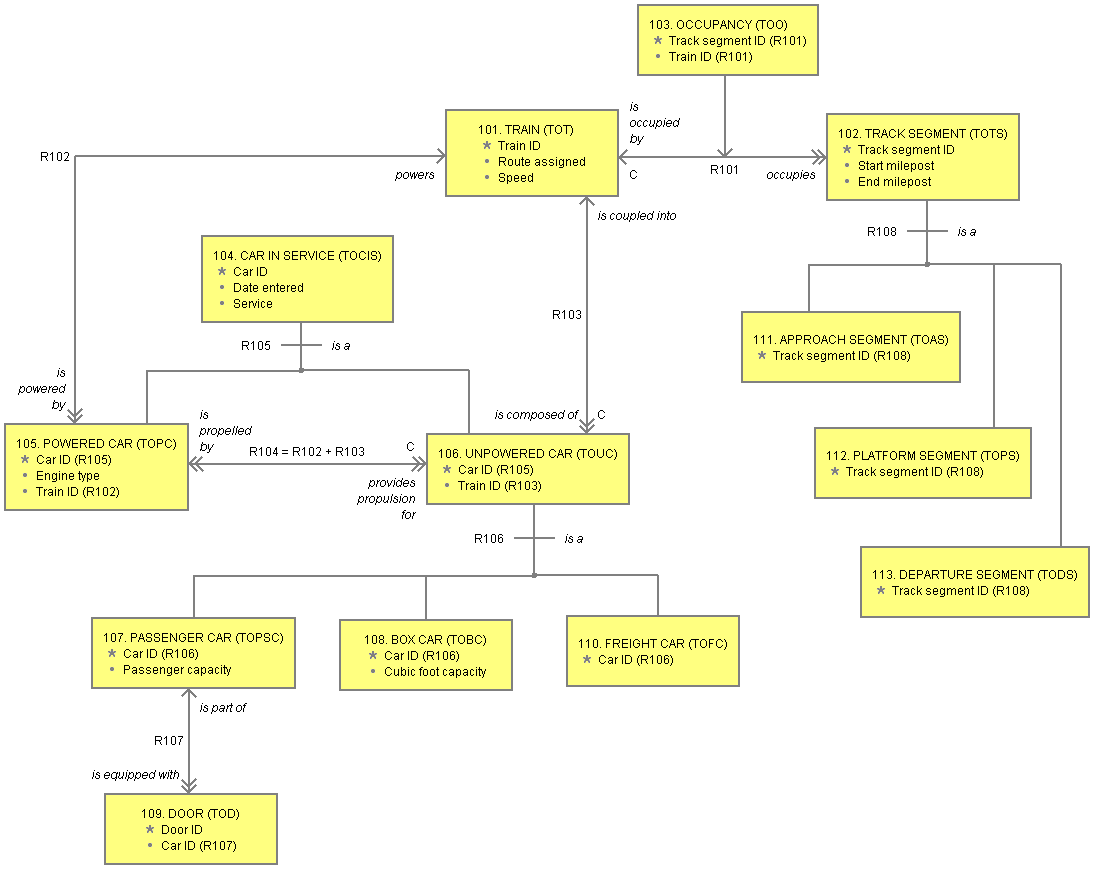 103. OCCUPANCY (TOO)
* Track segment ID (R101)
• Train ID (R101)
101. TRAIN (TOT)
* Train ID
• Route assigned
• Speed
is
occupied
by
C
R101
occupies
102. TRACK SEGMENT (TOTS)
* Track segment ID
• Start milepost
• End milepost
R102
powers
is coupled into
R108
is a
104. CAR IN SERVICE (TOCIS)
* Car ID
• Date entered
• Service
R103
R105
is a
111. APPROACH SEGMENT (TOAS)
* Track segment ID (R108)
is
powered
by
is composed of
C
105. POWERED CAR (TOPC)
* Car ID (R105)
• Engine type
• Train ID (R102)
is
propelled
by
R104 = R102 + R103
C
provides
propulsion
for
106. UNPOWERED CAR (TOUC)
* Car ID (R105)
• Train ID (R103)
112. PLATFORM SEGMENT (TOPS)
* Track segment ID (R108)
R106
is a
113. DEPARTURE SEGMENT (TODS)
* Track segment ID (R108)
107. PASSENGER CAR (TOPSC)
* Car ID (R106)
• Passenger capacity
108. BOX CAR (TOBC)
* Car ID (R106)
• Cubic foot capacity
110. FREIGHT CAR (TOFC)
* Car ID (R106)
is part of
R107
is equipped with
109. DOOR (TOD)
* Door ID
• Car ID (R107)